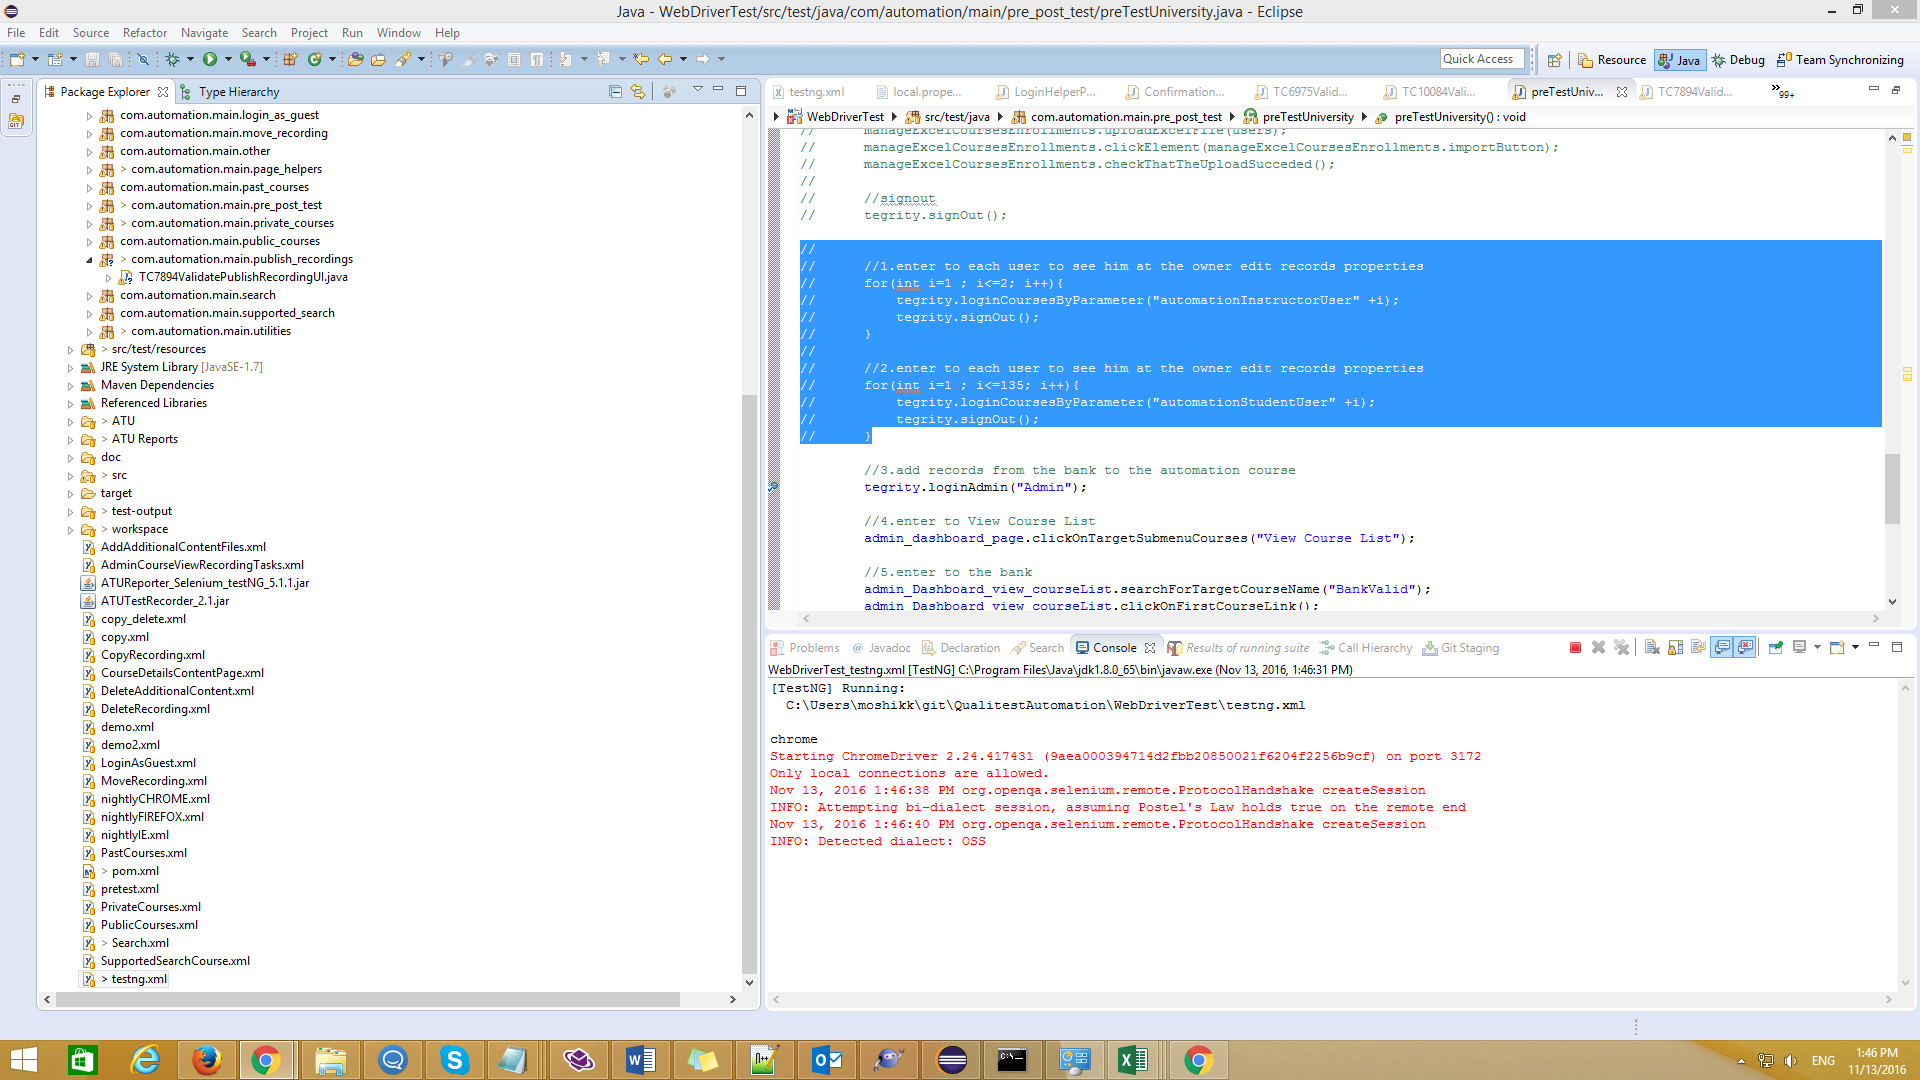 Java - WebDriverTest/src/test/java/com/automation/main/pre_post_test/preTestUniversity.java - Eclipse
File Edit Source Refactor Navigate Search Project Run Window Help
Quick Access Resource Java Debug Team Synchronizing
Package Explorer Type Hierarchy
com.automation.main.login_as_guest
com.automation.main.move_recording
com.automation.main.other
> com.automation.main.page_helpers
com.automation.main.past_courses
> com.automation.main.pre_post_test
> com.automation.main.private_courses
com.automation.main.public_courses
> com.automation.main.publish_recordings
TC7894ValidatePublishRecordingUI.java
com.automation.main.search
com.automation.main.supported_search
> com.automation.main.utilities
> src/test/resources
JRE System Library [JavaSE-1.7]
Maven Dependencies
Referenced Libraries
> ATU
> ATU Reports
doc
> src
target
> test-output
> workspace
AddAdditionalContentFiles.xml
AdminCourseViewRecordingTasks.xml
ATUReporter_Selenium_testNG_5.1.1.jar
ATUTestRecorder_2.1.jar
copy_delete.xml
copy.xml
CopyRecording.xml
CourseDetailsContentPage.xml
DeleteAdditionalContent.xml
DeleteRecording.xml
demo.xml
demo2.xml
LoginAsGuest.xml
MoveRecording.xml
nightlyCHROME.xml
nightlyFIREFOX.xml
nightlyIE.xml
PastCourses.xml
> pom.xml
pretest.xml
PrivateCourses.xml
PublicCourses.xml
> Search.xml
SupportedSearchCourse.xml
> testng.xml
testng.xml local.prope... LoginHelperP... Confirmation... TC6975Valid... TC10084Vali... preTestUniv... TC7894Valid... »99+
WebDriverTest src/test/java com.automation.main.pre_post_test preTestUniversity preTestUniversity() : void
// manageExcelCoursesEnrollments.uploadExcelFile(users);
// manageExcelCoursesEnrollments.clickElement(manageExcelCoursesEnrollments.importButton);
// manageExcelCoursesEnrollments.checkThatTheUploadSucceded();
//
// //signout
// tegrity.signOut();
//
// //1.enter to each user to see him at the owner edit records properties
// for(int i=1 ; i<=2; i++){
// tegrity.loginCoursesByParameter("automationInstructorUser" +i);
// tegrity.signOut();
// }
//
// //2.enter to each user to see him at the owner edit records properties
// for(int i=1 ; i<=135; i++){
// tegrity.loginCoursesByParameter("automationStudentUser" +i);
// tegrity.signOut();
// }
//3.add records from the bank to the automation course
tegrity.loginAdmin("Admin");
//4.enter to View Course List
admin_dashboard_page.clickOnTargetSubmenuCourses("View Course List");
//5.enter to the bank
admin_Dashboard_view_courseList.searchForTargetCourseName("BankValid");
admin_Dashboard_view_courseList.clickOnFirstCourseLink();
Problems @ Javadoc Declaration Search Console Results of running suite Call Hierarchy Git Staging
WebDriverTest_testng.xml [TestNG] C:\Program Files\Java\jdk1.8.0_65\bin\javaw.exe (Nov 13, 2016, 1:46:31 PM)
[TestNG] Running:
C:\Users\moshikk\git\QualitestAutomation\WebDriverTest\testng.xml
chrome
Starting ChromeDriver 2.24.417431 (9aea000394714d2fbb20850021f6204f2256b9cf) on port 3172
Only local connections are allowed.
Nov 13, 2016 1:46:38 PM org.openqa.selenium.remote.ProtocolHandshake createSession
INFO: Attempting bi-dialect session, assuming Postel's Law holds true on the remote end
Nov 13, 2016 1:46:40 PM org.openqa.selenium.remote.ProtocolHandshake createSession
INFO: Detected dialect: OSS
ENG
1:46 PM
11/13/2016